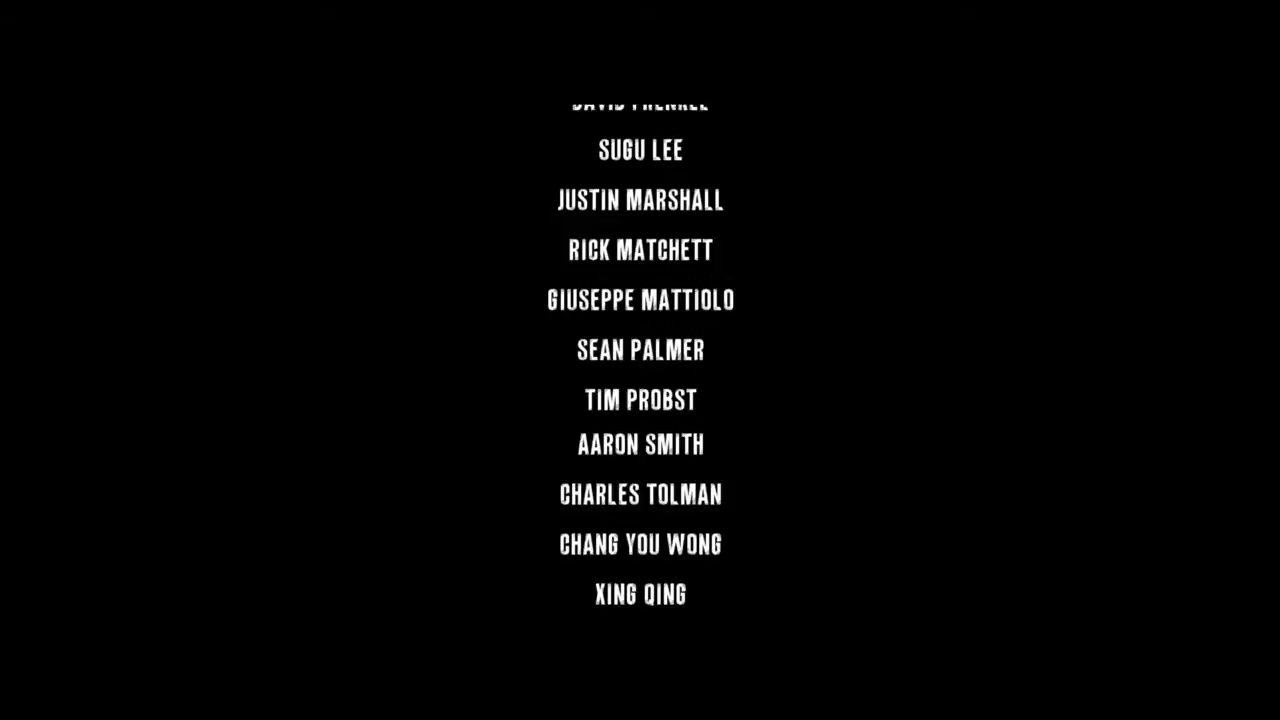 SUGU LEE
JUSTIN MARSHALL
RICK MATCHETT
GIUSEPPE MATTIOLO
SEAN PALMER
TIM PROBST
AARON SMITH
CHARLES TOLMAN
CHANG YOU WONG
XING QING